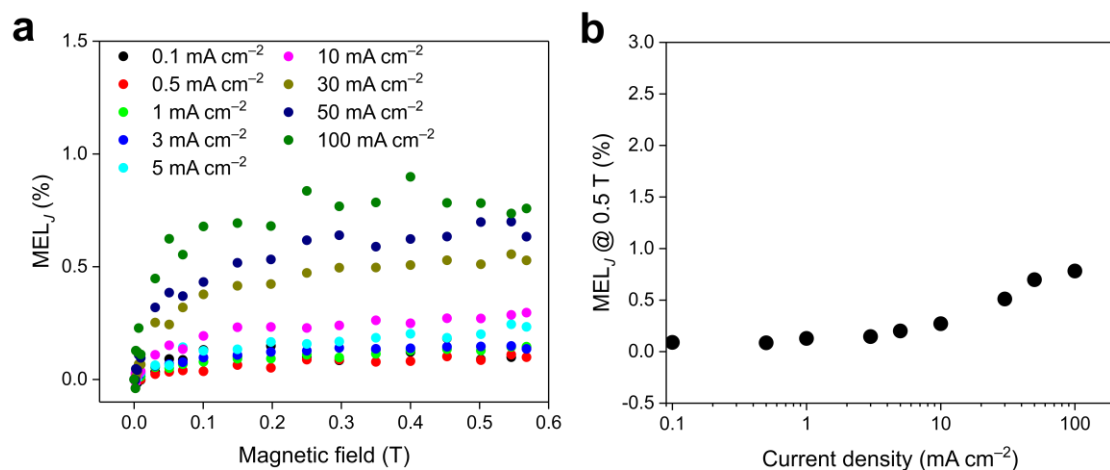 a
1.5
1.0
0.5
0.0
MEL_J (%)
0.1 mA cm⁻²
0.5 mA cm⁻²
1 mA cm⁻²
3 mA cm⁻²
5 mA cm⁻²
10 mA cm⁻²
30 mA cm⁻²
50 mA cm⁻²
100 mA cm⁻²
0.0 0.1 0.2 0.3 0.4 0.5 0.6
Magnetic field (T)
b
3.0
2.5
2.0
1.5
1.0
0.5
0.0
-0.5
MEL_J @ 0.5 T (%)
0.1 1 10 100
Current density (mA cm⁻²)